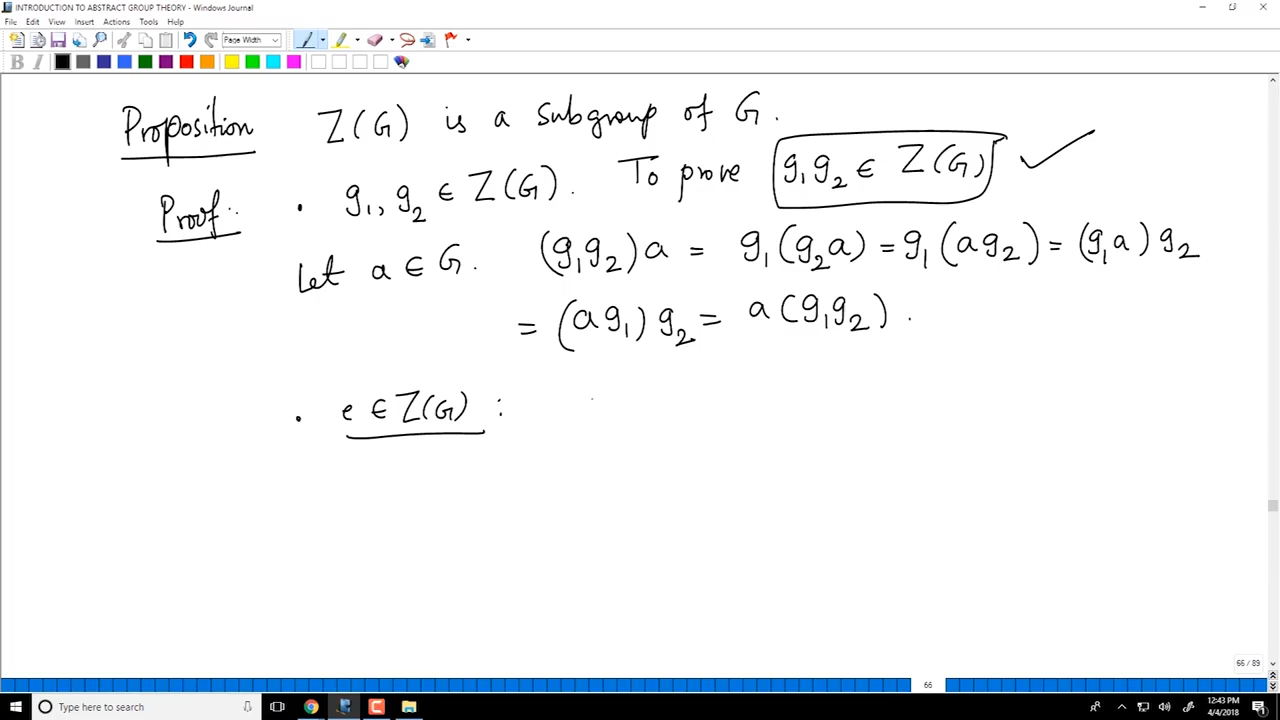 INTRODUCTION TO ABSTRACT GROUP THEORY - Windows Journal
File Edit View Insert Actions Tools Help
Page Width
B I
Proposition Z(G) is a subgroup of G.
Proof: · g₁, g₂ ∈ Z(G). To prove g₁g₂ ∈ Z(G) ✓
Let a ∈ G. (g₁g₂)a = g₁(g₂a) = g₁(ag₂) = (g₁a)g₂
= (ag₁)g₂ = a(g₁g₂).
· e ∈ Z(G) :
66 / 89
66
Type here to search
12:43 PM
4/4/2018